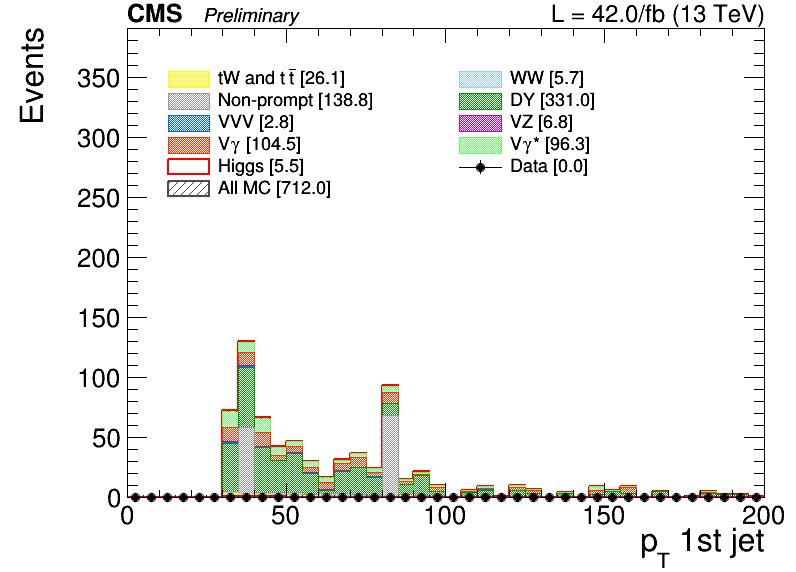 CMS Preliminary L = 42.0/fb (13 TeV)
Events
350
300
250
200
150
100
50
0
tW and t t̄ [26.1]
Non-prompt [138.8]
VVV [2.8]
Vγ [104.5]
Higgs [5.5]
All MC [712.0]
WW [5.7]
DY [331.0]
VZ [6.8]
Vγ* [96.3]
Data [0.0]
0 50 100 150 200
pT 1st jet